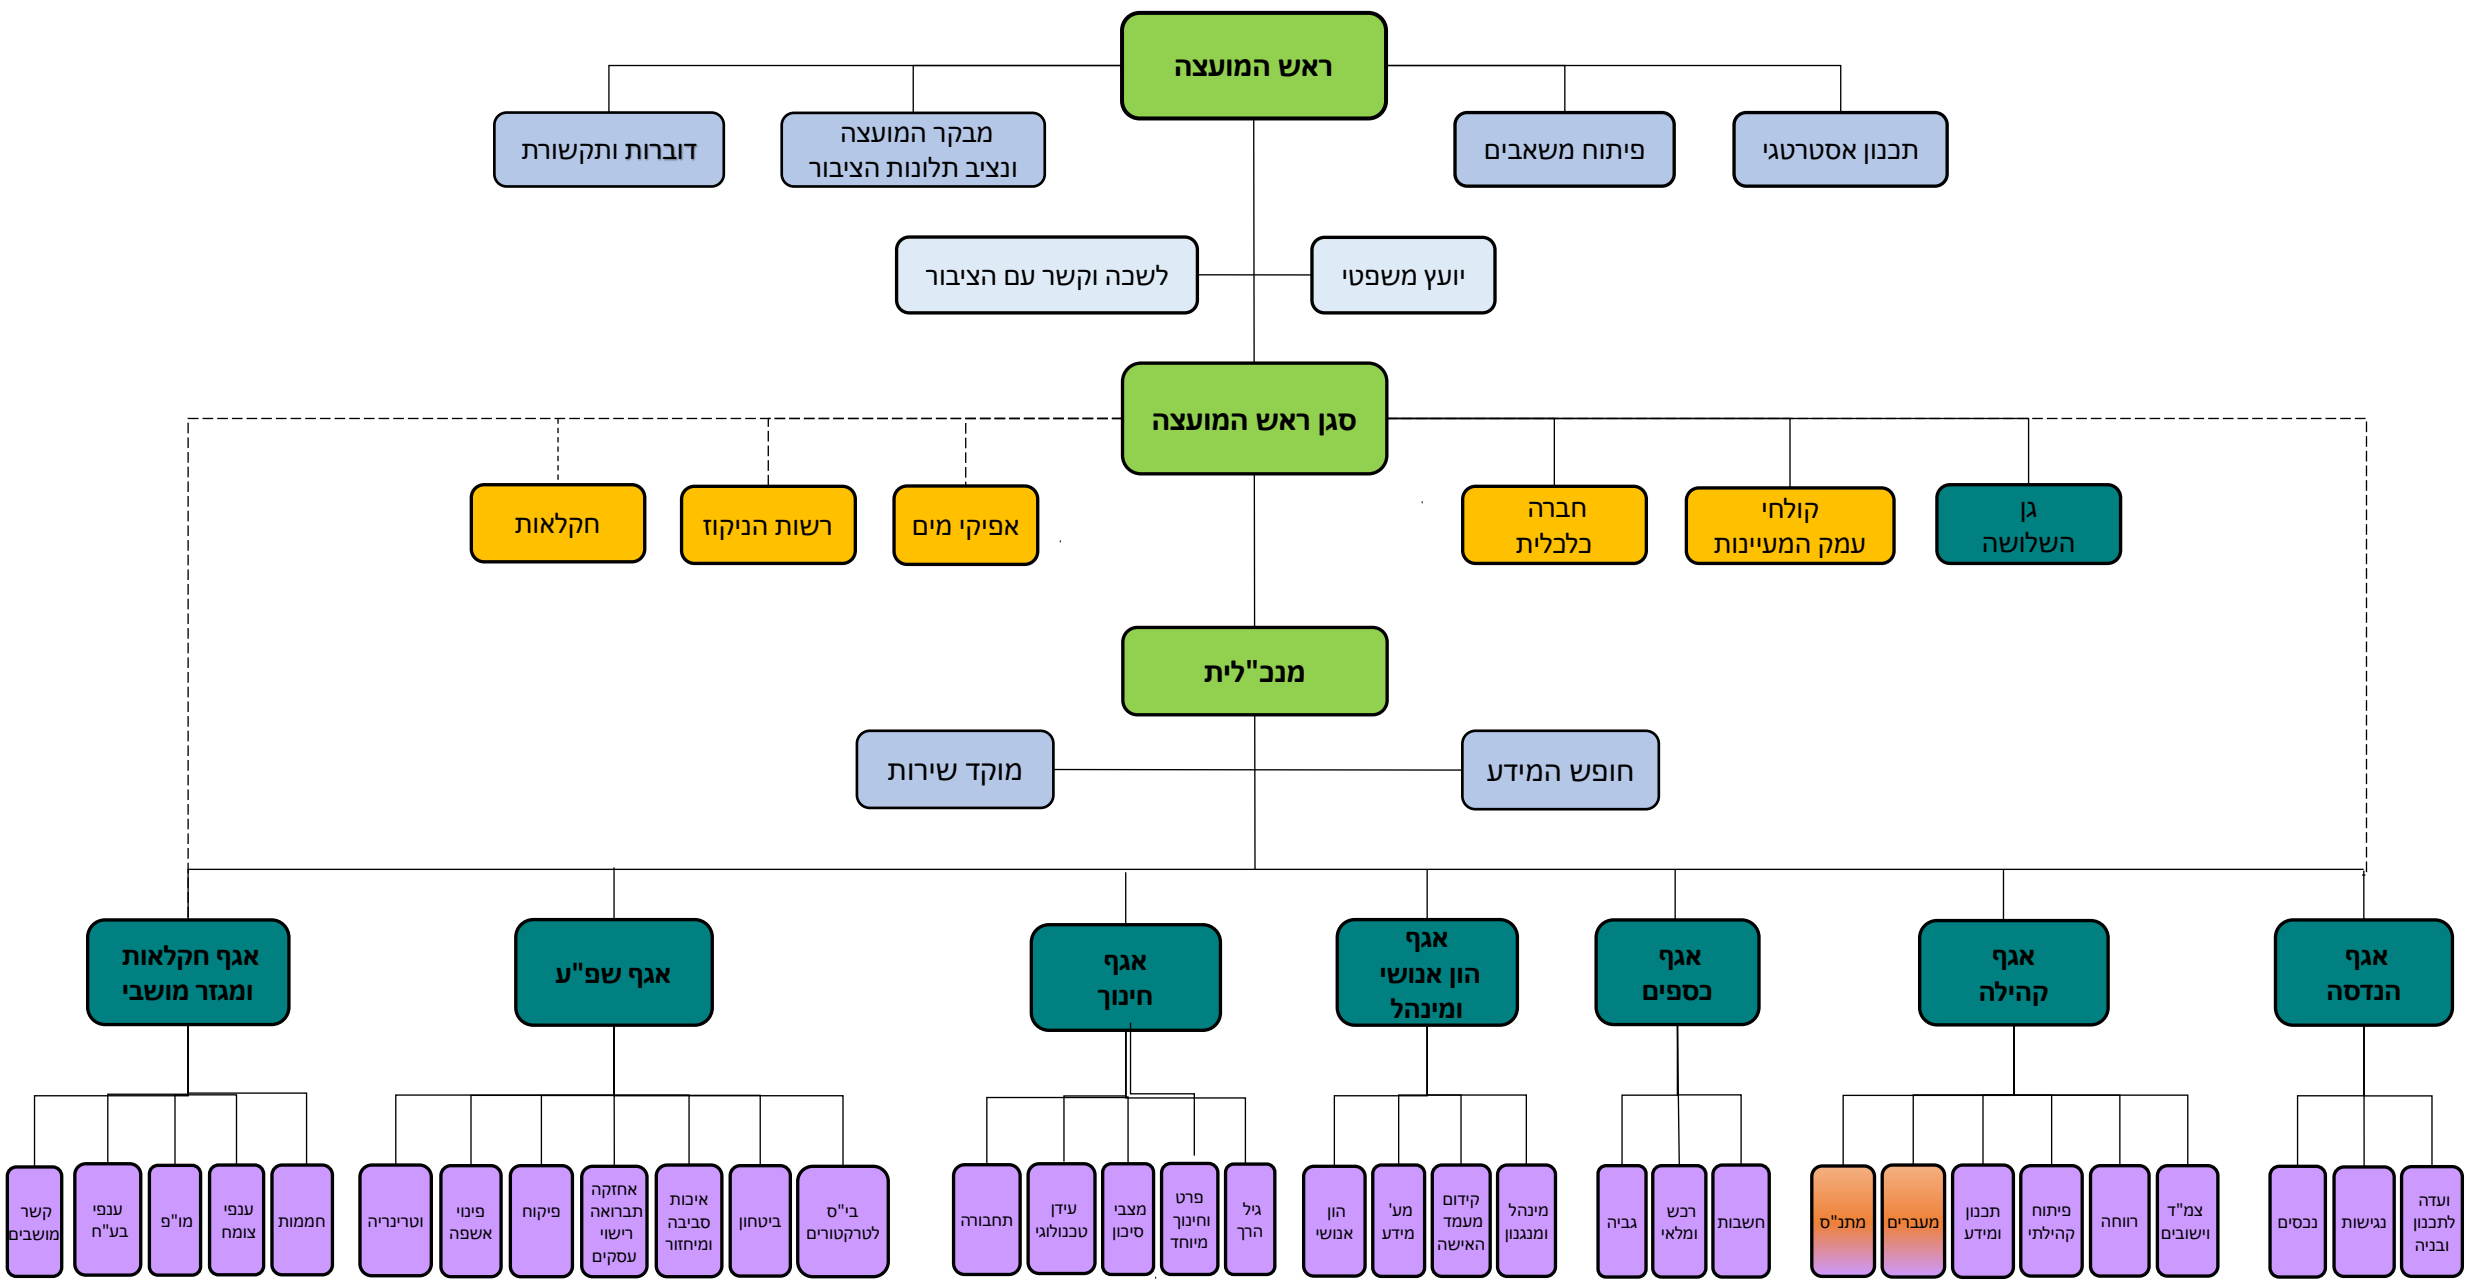 ראש המועצה
תכנון אסטרטגי
פיתוח משאבים
מבקר המועצה
ונציב תלונות הציבור
דוברות ותקשורת
יועץ משפטי
לשכה וקשר עם הציבור
סגן ראש המועצה
גן
השלושה
קולחי
עמק המעיינות
חברה
כלכלית
אפיקי מים
רשות הניקוז
חקלאות
מנכ"לית
חופש המידע
מוקד שירות
אגף
הנדסה
אגף
קהילה
אגף
כספים
אגף
הון אנושי
ומינהל
אגף
חינוך
אגף שפ"ע
אגף חקלאות
ומגזר מושבי
ועדה
לתכנון
ובניה
נגישות
נכסים
צמ"ד
וישובים
רווחה
פיתוח
קהילתי
תכנון
ומידע
מעברים
מתנ"ס
חשבות
רכש
ומלאי
גביה
מינהל
ומנגנון
קידום
מעמד
האישה
מע'
מידע
הון
אנושי
גיל
הרך
פרט
וחינוך
מיוחד
מצבי
סיכון
עידן
טכנולוגי
תחבורה
בי"ס
לטרקטורים
ביטחון
איכות
סביבה
ומיחזור
אחזקה
תברואה
רישוי
עסקים
פיקוח
פינוי
אשפה
וטרינריה
חממות
ענפי
צומח
מו"פ
ענפי
בע"ח
קשר
מושבים